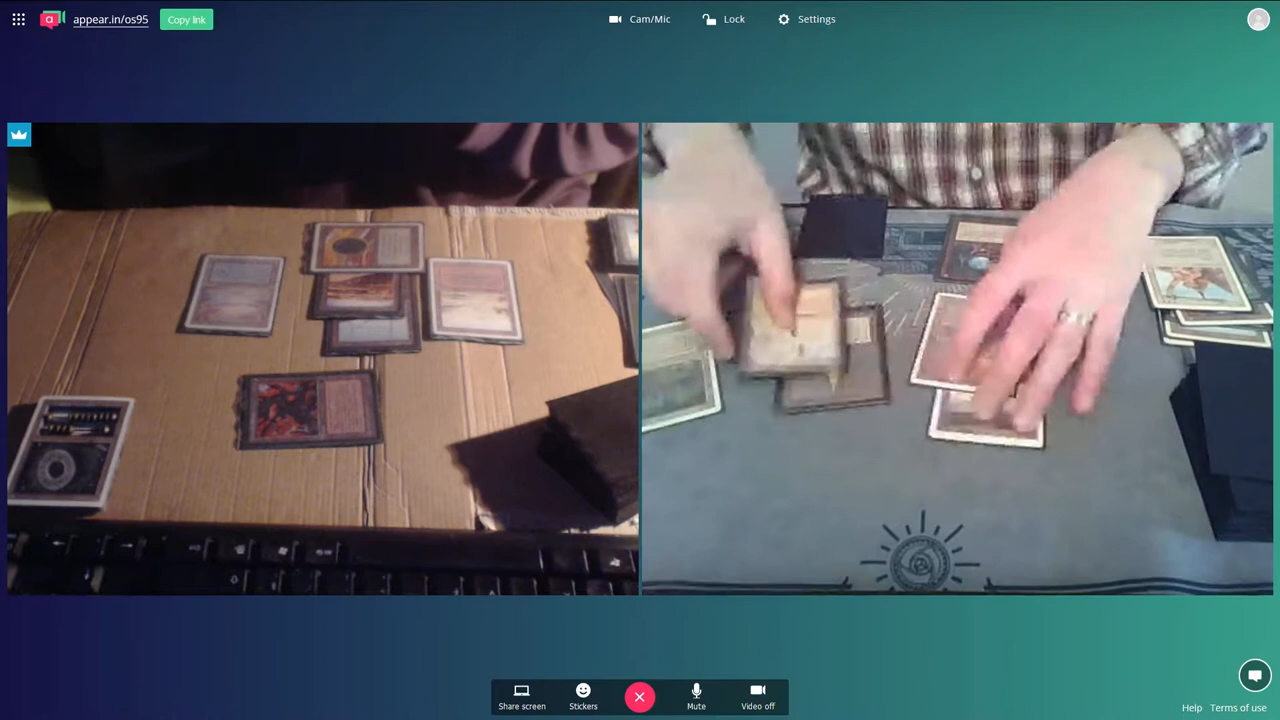 appear.in/os95
Copy link
Cam/Mic
Lock
Settings
Share screen
Stickers
Mute
Video off
Help
Terms of use